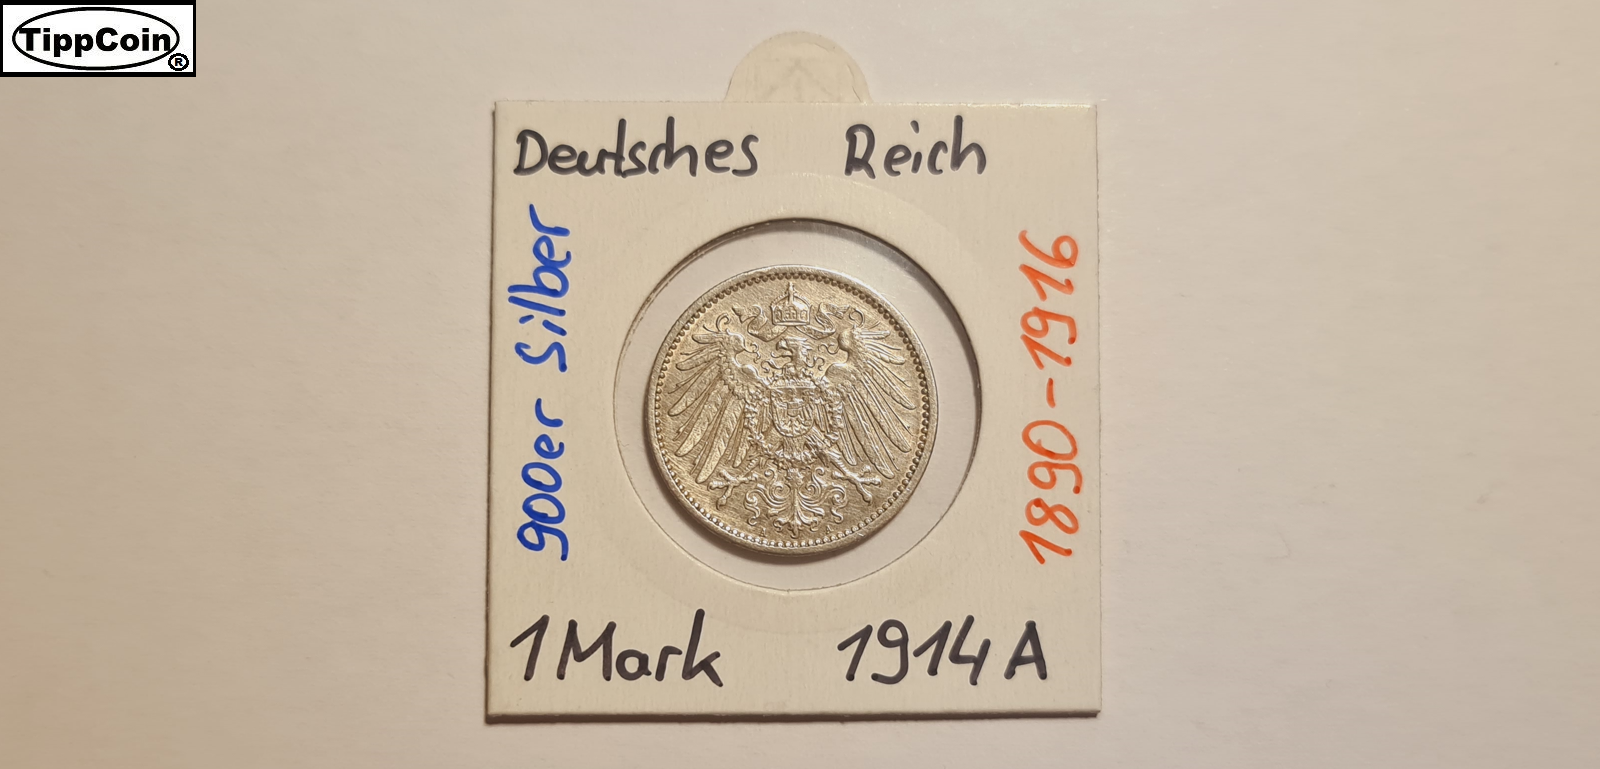 TippCoin®
Deutsches Reich
900er Silber
1890-1916
A A
1 Mark 1914 A